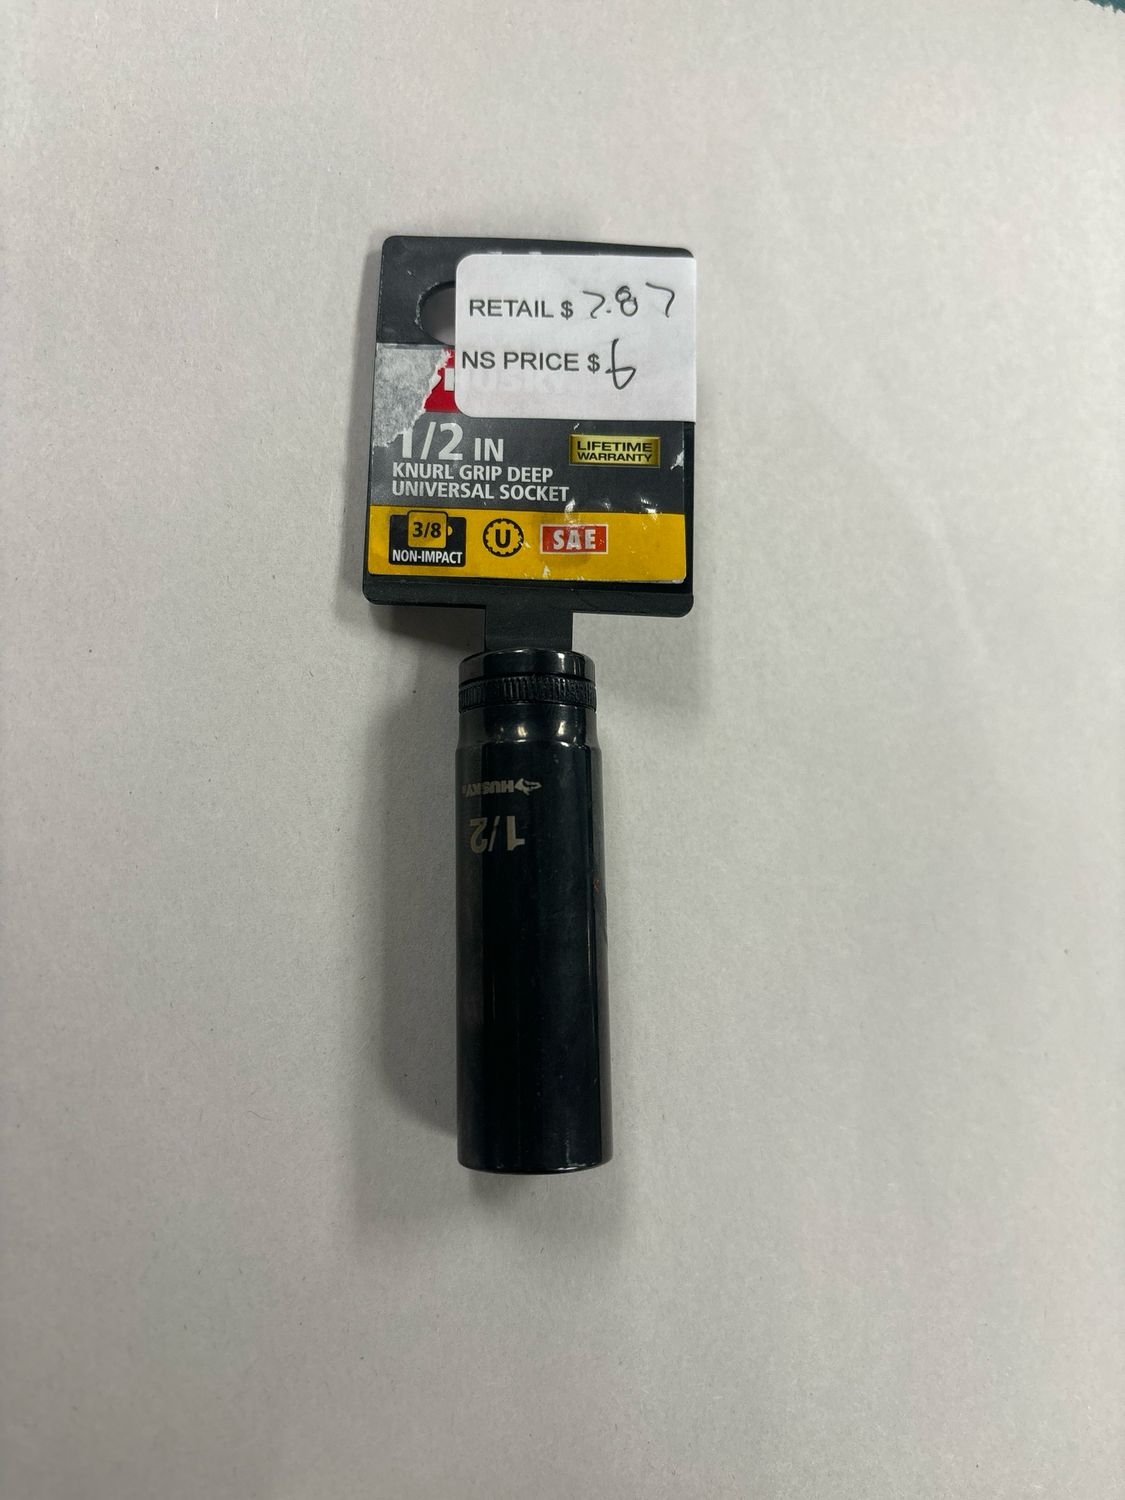 RETAIL $ 7.87
NS PRICE $ 6
HUSKY
1/2 IN
KNURL GRIP DEEP
UNIVERSAL SOCKET
LIFETIME
WARRANTY
3/8
NON-IMPACT
U
SAE
HUSKY
1/2